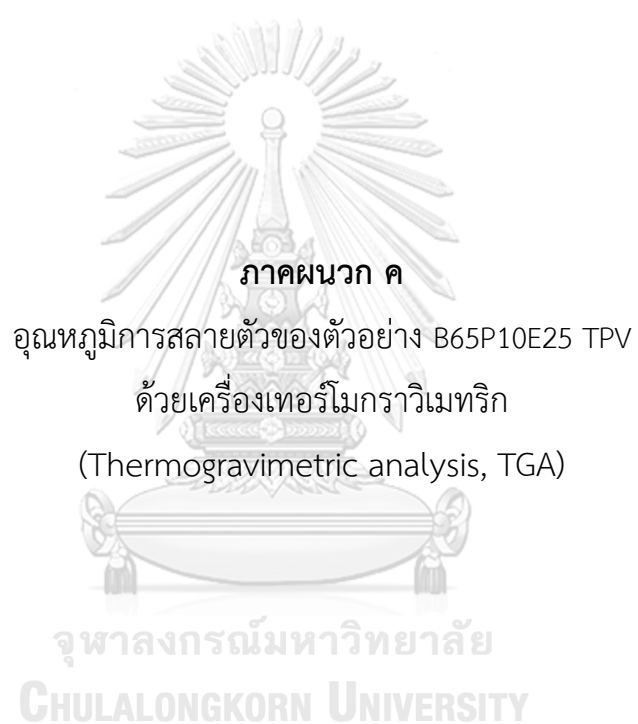 ภาคผนวก ค
อุณหภูมิการสลายตัวของตัวอย่าง B65P10E25 TPV
ด้วยเครื่องเทอร์โมกราวิเมทริก
(Thermogravimetric analysis, TGA)
จุฬาลงกรณ์มหาวิทยาลัย
CHULALONGKORN UNIVERSITY